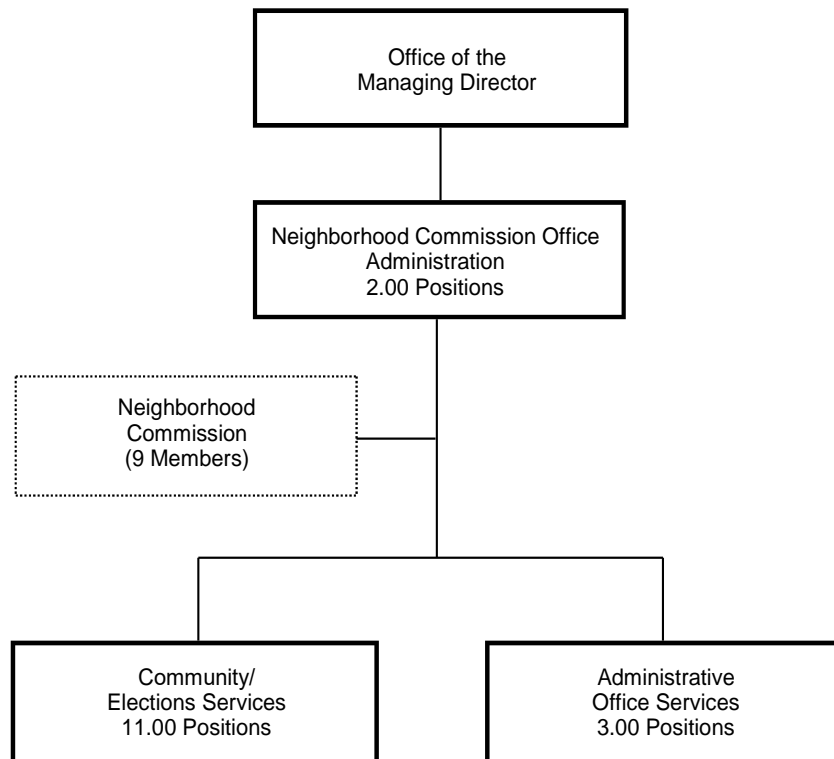 Office of the
Managing Director
Neighborhood Commission Office
Administration
2.00 Positions
Neighborhood
Commission
(9 Members)
Community/
Elections Services
11.00 Positions
Administrative
Office Services
3.00 Positions